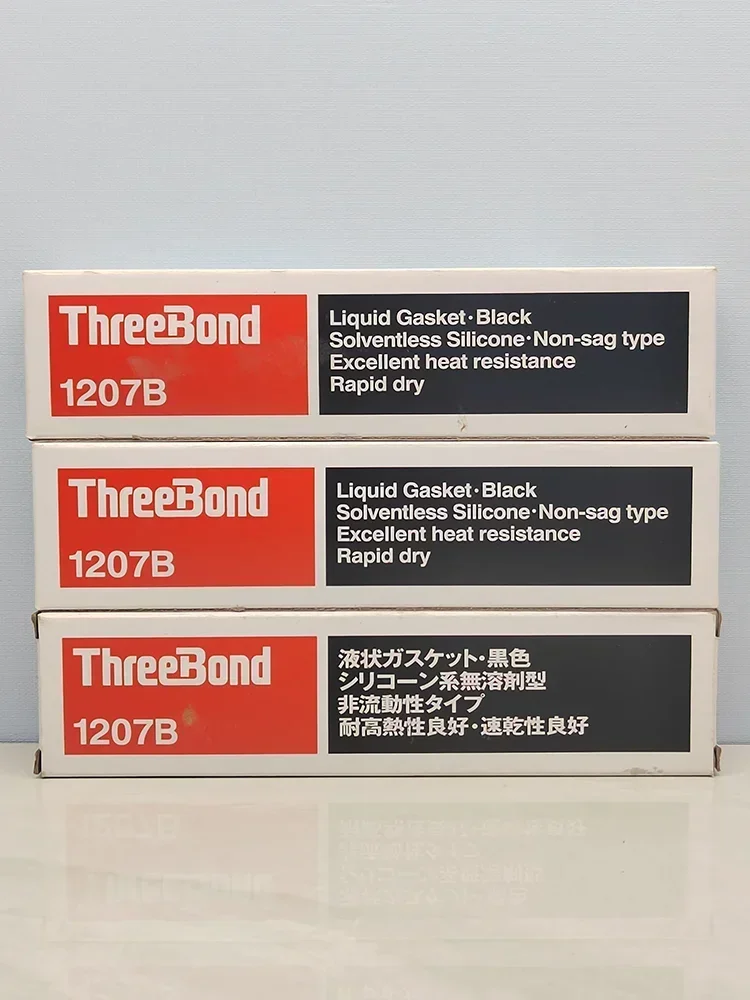 ThreeBond
1207B
Liquid Gasket·Black
Solventless Silicone·Non-sag type
Excellent heat resistance
Rapid dry
ThreeBond
1207B
Liquid Gasket·Black
Solventless Silicone·Non-sag type
Excellent heat resistance
Rapid dry
ThreeBond
1207B
液状ガスケット·黒色
シリコーン系無溶剤型
非流動性タイプ
耐高熱性良好·速乾性良好